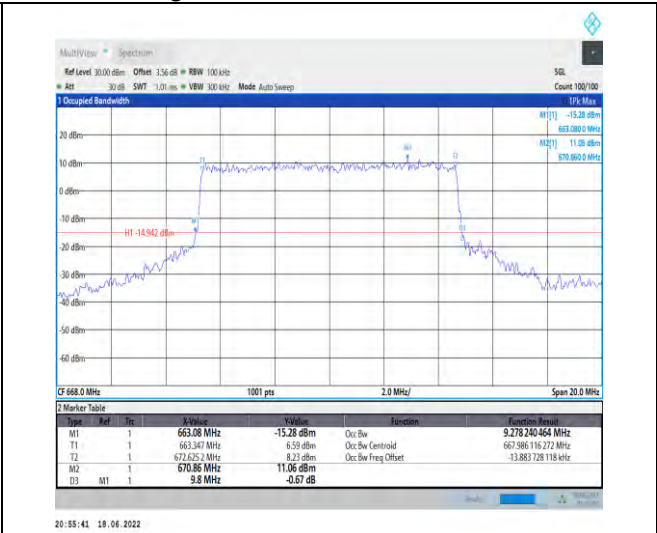 MultiView Spectrum
Ref Level 30.00 dBm Offset 3.56 dB RBW 100 kHz SGL
Att 30 dB SWT 1.01 ms VBW 300 kHz Mode Auto Sweep Count 100/100
1 Occupied Bandwidth 1Pk Max
M1[1] -15.28 dBm
663.080 0 MHz
M2[1] 11.06 dBm
670.860 0 MHz
20 dBm
10 dBm
0 dBm
-10 dBm
H1 -14.942 dBm
-20 dBm
-30 dBm
-40 dBm
-50 dBm
-60 dBm
T1
M2
T2
CF 668.0 MHz 1001 pts 2.0 MHz/ Span 20.0 MHz
2 Marker Table
Type Ref Trc X-Value Y-Value Function Function Result
M1 1 663.08 MHz -15.28 dBm Occ Bw 9.278 240 464 MHz
T1 1 663.347 MHz 6.59 dBm Occ Bw Centroid 667.986 116 272 MHz
T2 1 672.625 2 MHz 8.23 dBm Occ Bw Freq Offset -13.883 728 118 kHz
M2 1 670.86 MHz 11.06 dBm
D3 M1 1 9.8 MHz -0.67 dB
20:55:41 18.06.2022